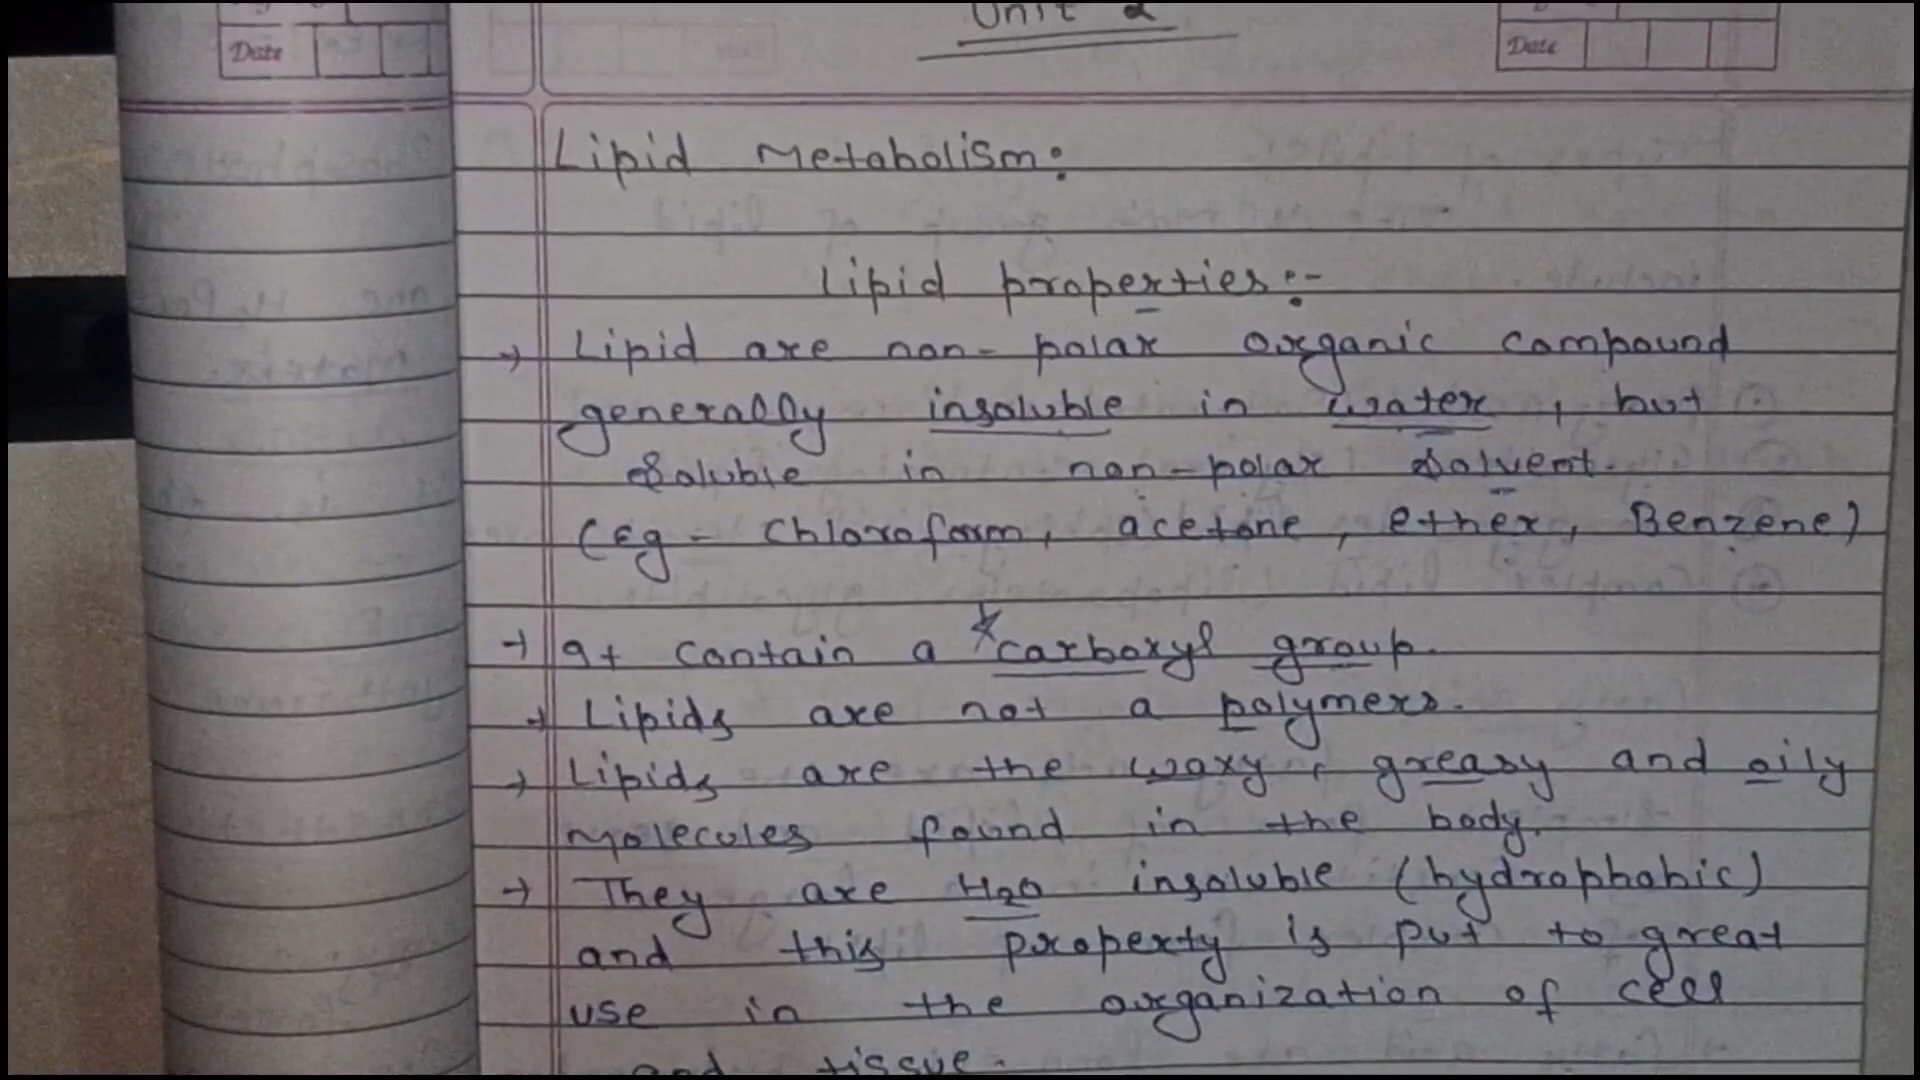 Unit 2
Date
Date
Lipid Metabolism:
Lipid properties:-
→ Lipid are non-polar organic compound
generally insoluble in water, but
Soluble in non-polar Solvent.
(Eg - Chloroform, acetone, ether, Benzene)
→ It contain a *carboxyl group.
→ Lipids are not a polymers.
→ Lipids are the waxy, greasy and oily
Molecules found in the body.
→ They are H2O insoluble (hydrophobic)
and this property is put to great
use in the organization of cell
and tissue.